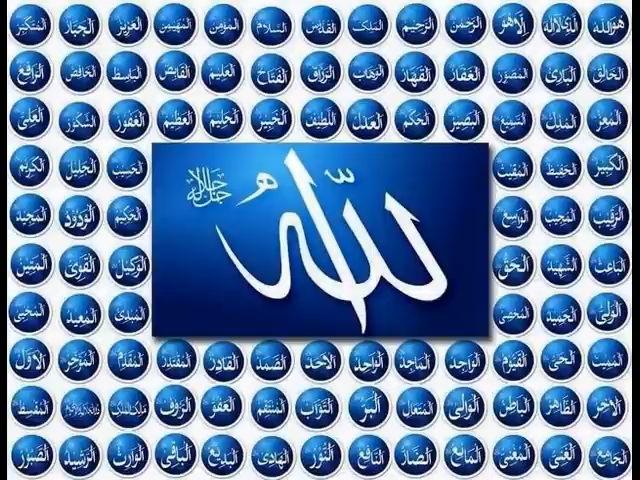 هو الله الذي لا إله إلا هو الرحمن الرحيم الملك القدوس السلام المؤمن المهيمن العزيز الجبار المتكبر
الخالق البارئ المصور الغفار القهار الوهاب الرزاق الفتاح العليم القابض الباسط الخافض الرافع
المعز المذل السميع البصير الحكم العدل اللطيف الخبير الحليم العظيم الغفور الشكور العلي
الكبير الحفيظ المقيت الحسيب الجليل الكريم
الرقيب المجيب الواسع الحكيم الودود المجيد
الباعث الشهيد الحق الوكيل القوي المتين
الولي الحميد المحصي المبدئ المعيد المحيي
الله جل جلاله
المميت الحي القيوم الواجد الماجد الواحد الأحد الصمد القادر المقتدر المقدم المؤخر الأول
الآخر الظاهر الباطن الوالي المتعال البر التواب المنتقم العفو الرؤف مالك الملك ذو الجلال والإكرام المقسط
الجامع الغني المغني المانع الضار النافع النور الهادي البديع الباقي الوارث الرشيد الصبور